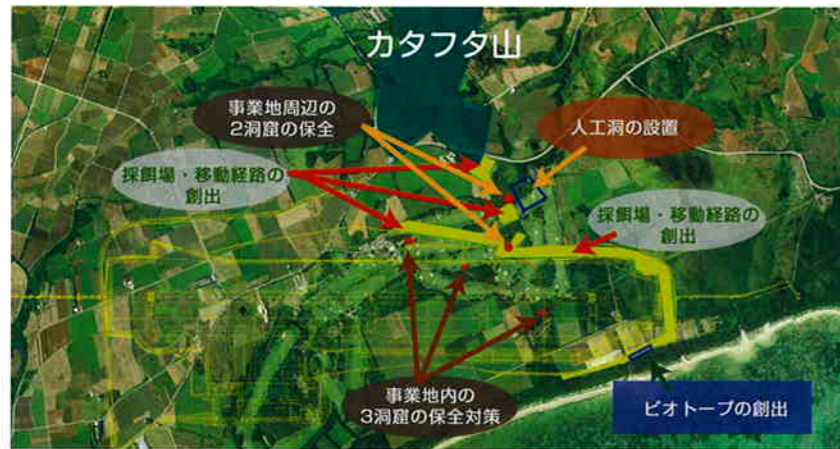 カタフタ山
事業地周辺の
2洞窟の保全
人工洞の設置
採餌場・移動経路の
創出
採餌場・移動経路の
創出
事業地内の
3洞窟の保全対策
ビオトープの創出